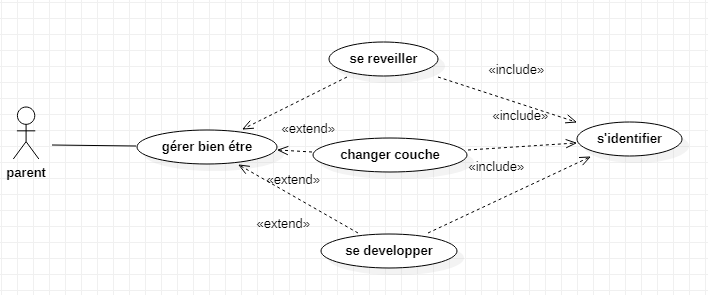 se reveiller
«include»
«include»
«extend»
s'identifier
gérer bien étre
changer couche
«include»
parent
«extend»
«extend»
se developper